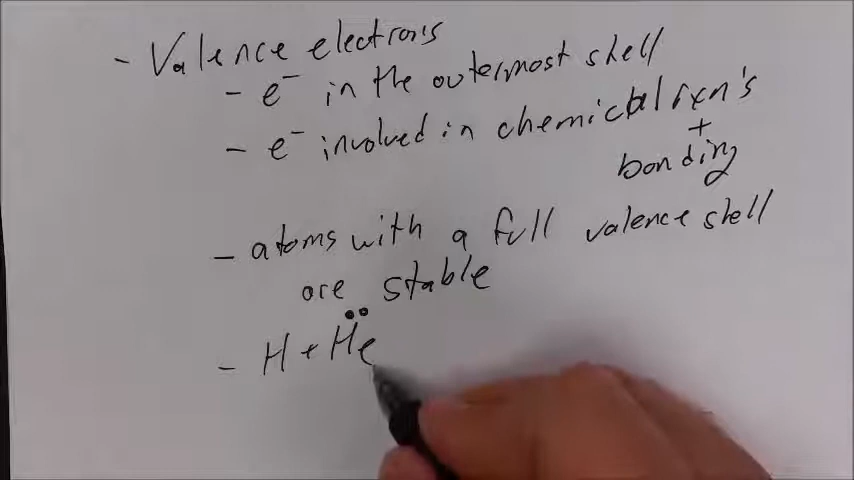 - Valence electrons
- e⁻ in the outermost shell
- e⁻ involved in chemical rxn's
+
bonding
- atoms with a full valence shell
are stable
- H + He